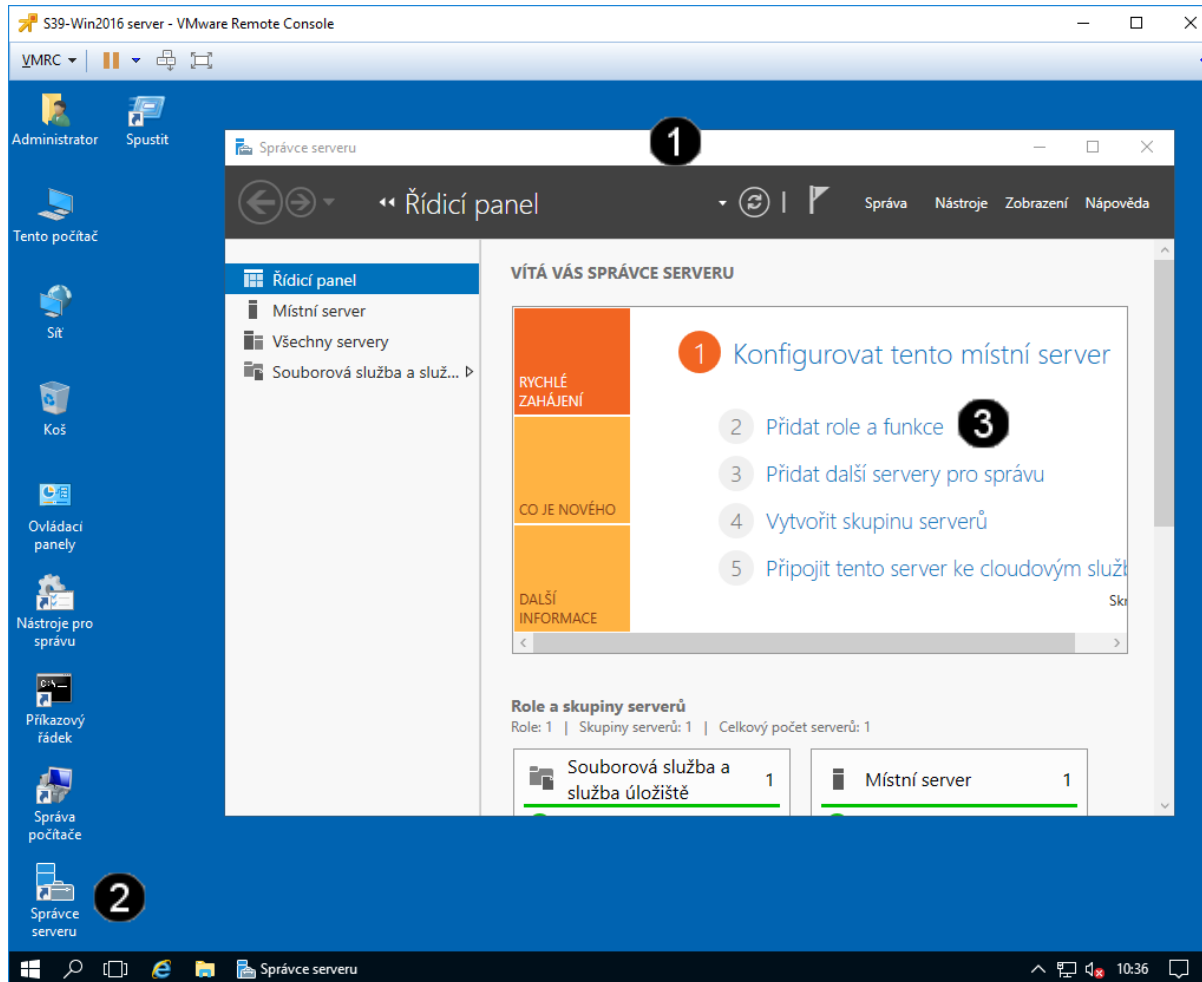 S39-Win2016 server - VMware Remote Console
VMRC
Administrator
Spustit
Tento počítač
Síť
Koš
Ovládací
panely
Nástroje pro
správu
Příkazový
řádek
Správa
počítače
Správce
serveru
2
Správce serveru
1
Řídicí panel
Správa
Nástroje
Zobrazení
Nápověda
Řídicí panel
Místní server
Všechny servery
Souborová služba a služ...
VÍTÁ VÁS SPRÁVCE SERVERU
RYCHLÉ
ZAHÁJENÍ
CO JE NOVÉHO
DALŠÍ
INFORMACE
1 Konfigurovat tento místní server
2 Přidat role a funkce 3
3 Přidat další servery pro správu
4 Vytvořit skupinu serverů
5 Připojit tento server ke cloudovým služb
Skr
Role a skupiny serverů
Role: 1 | Skupiny serverů: 1 | Celkový počet serverů: 1
Souborová služba a
služba úložiště
1
Místní server 1
Správce serveru
10:36